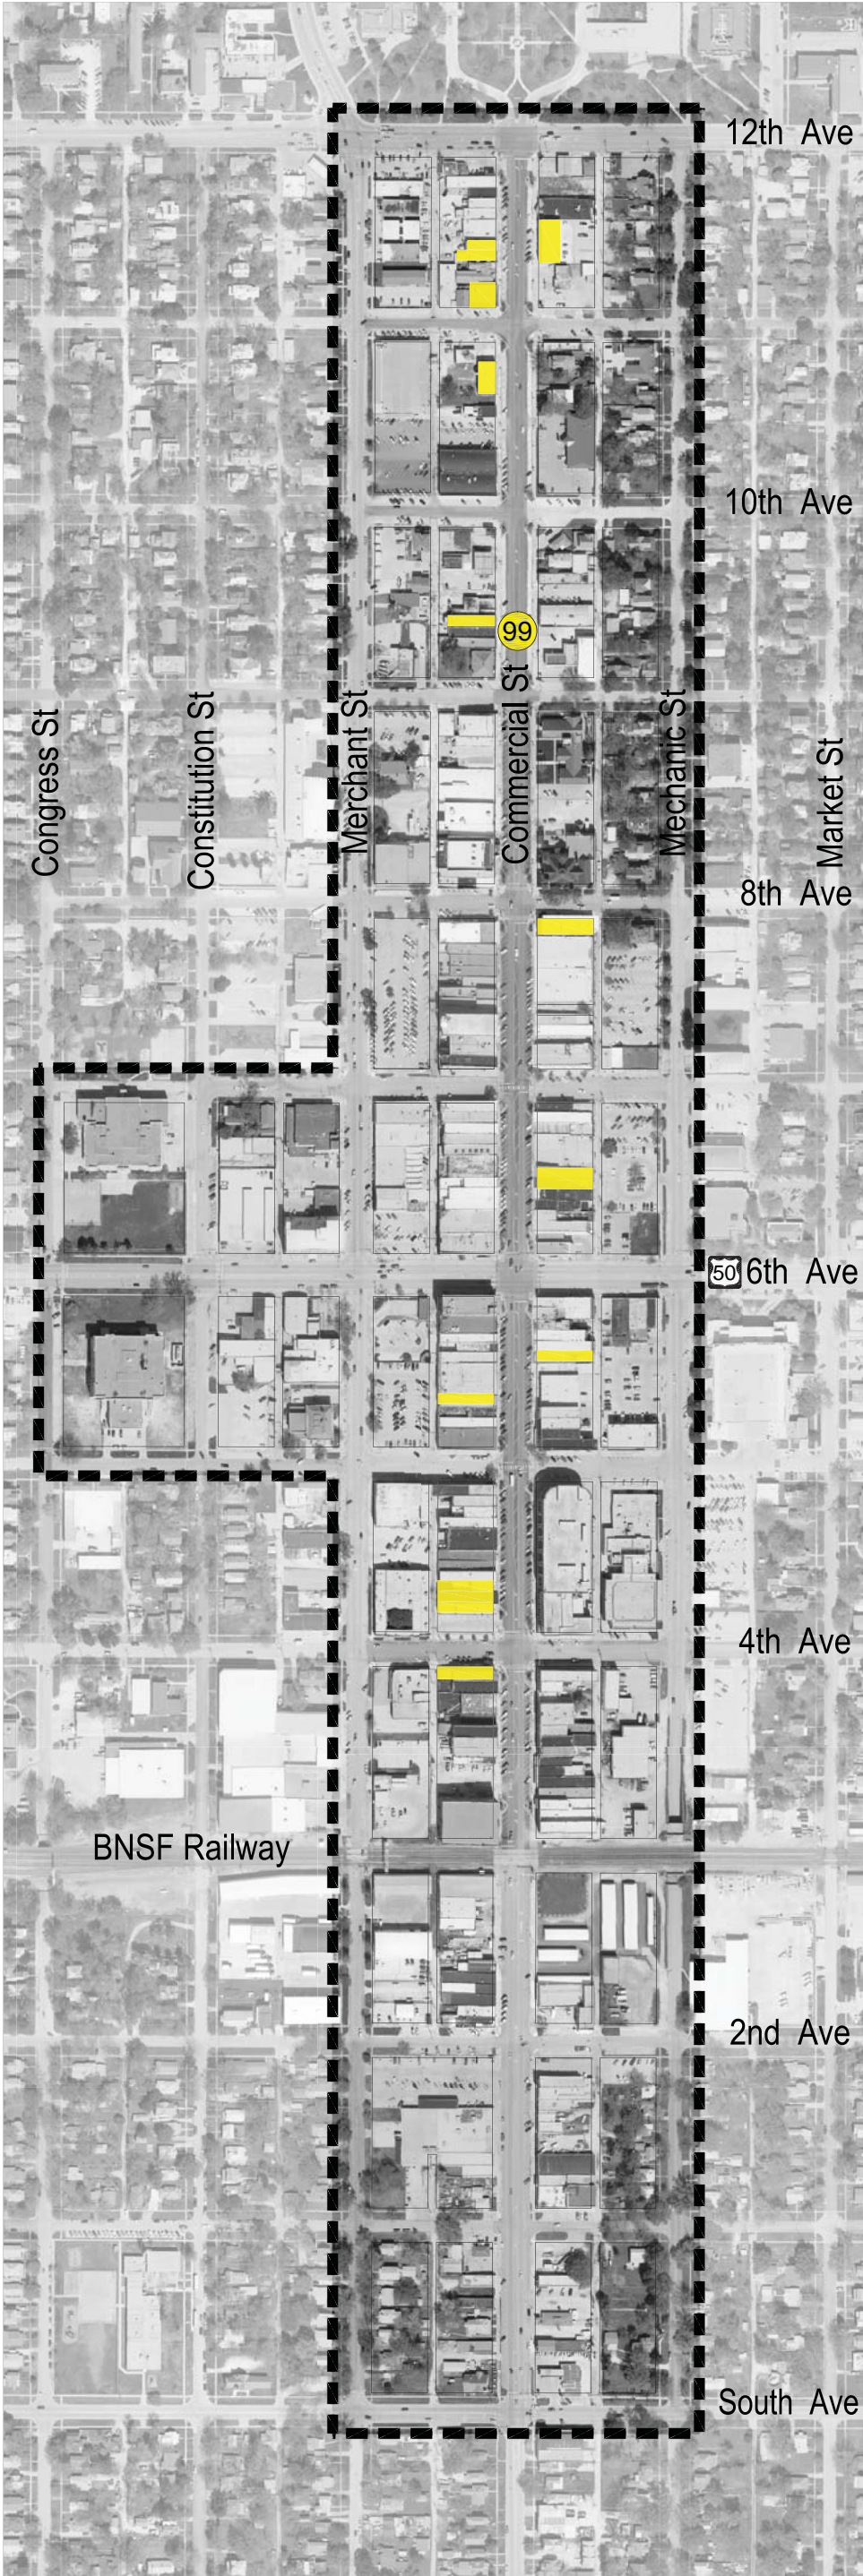 12th Ave
10th Ave
99
Congress St
Constitution St
Merchant St
Commercial St
Mechanic St
Market St
8th Ave
50 6th Ave
4th Ave
BNSF Railway
2nd Ave
South Ave